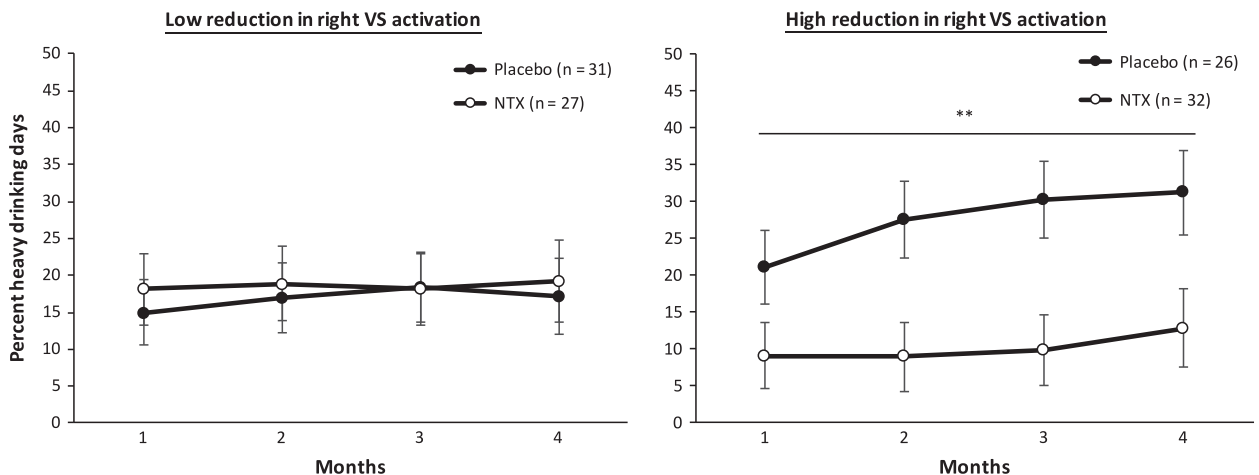 Low reduction in right VS activation
50
45
40
35
30
25
20
15
10
5
0
Percent heavy drinking days
Placebo (n = 31)
NTX (n = 27)
1 2 3 4
Months
High reduction in right VS activation
50
45
40
35
30
25
20
15
10
5
0
Placebo (n = 26)
NTX (n = 32)
**
1 2 3 4
Months